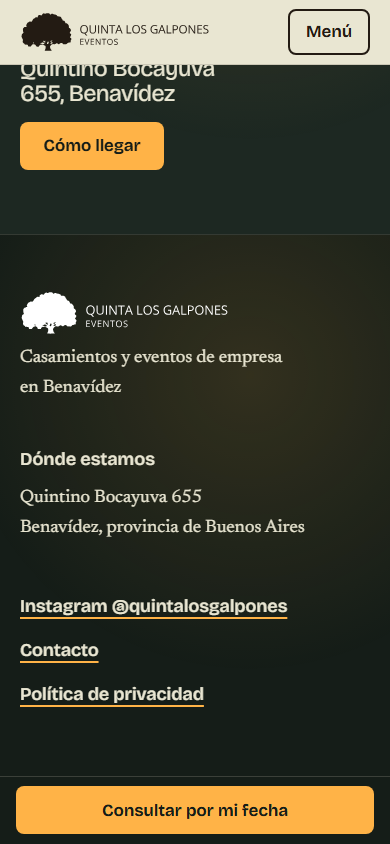 QUINTA LOS GALPONES
EVENTOS
Menú
Quintino Bocayuva
655, Benavídez
Cómo llegar
QUINTA LOS GALPONES
EVENTOS
Casamientos y eventos de empresa
en Benavídez
Dónde estamos
Quintino Bocayuva 655
Benavídez, provincia de Buenos Aires
Instagram @quintalosgalpones
Contacto
Política de privacidad
Consultar por mi fecha